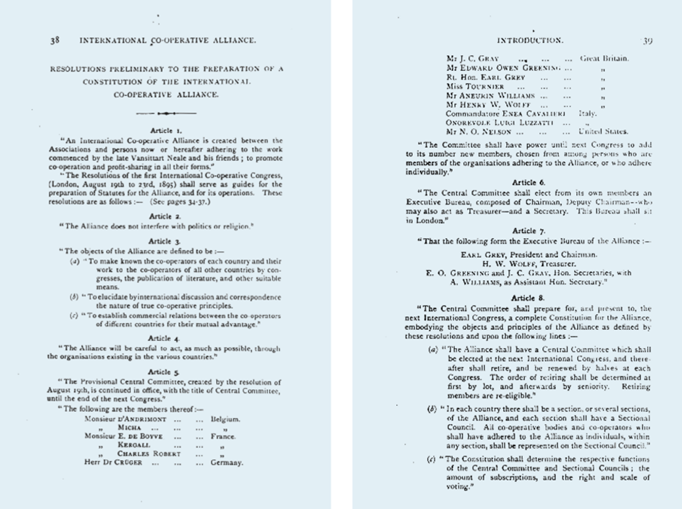 38 INTERNATIONAL CO-OPERATIVE ALLIANCE.
RESOLUTIONS PRELIMINARY TO THE PREPARATION OF A
CONSTITUTION OF THE INTERNATIONAL
CO-OPERATIVE ALLIANCE.
Article 1.
"An International Co-operative Alliance is created between the
Associations and persons now or hereafter adhering to the work
commenced by the late Vansittart Neale and his friends; to promote
co-operation and profit-sharing in all their forms."
"The Resolutions of the first International Co-operative Congress,
(London, August 19th to 23rd, 1895) shall serve as guides for the
preparation of Statutes for the Alliance, and for its operations. These
resolutions are as follows:— (See pages 34-37.)
Article 2.
"The Alliance does not interfere with politics or religion."
Article 3.
"The objects of the Alliance are defined to be:—
(a) "To make known the co-operators of each country and their
work to the co-operators of all other countries by con-
gresses, the publication of literature, and other suitable
means.
(b) "To elucidate by international discussion and correspondence
the nature of true co-operative principles.
(c) "To establish commercial relations between the co-operators
of different countries for their mutual advantage."
Article 4.
"The Alliance will be careful to act, as much as possible, through
the organisations existing in the various countries."
Article 5.
"The Provisional Central Committee, created by the resolution of
August 19th, is continued in office, with the title of Central Committee,
until the end of the next Congress."
"The following are the members thereof:—
Monsieur D'ANDRIMONT ... ... Belgium.
" MICHA ... ... ... "
Monsieur E. DE BOYVE ... ... France.
" KERGALL ... ... "
" CHARLES ROBERT ... "
Herr Dr CRÜGER ... ... ... Germany.
INTRODUCTION. 39
Mr J. C. GRAY ... ... ... Great Britain.
Mr EDWARD OWEN GREENING ... "
Rt. Hon. EARL GREY ... ... "
Miss TOURNIER ... ... "
Mr ANEURIN WILLIAMS ... ... "
Mr HENRY W. WOLFF ... ... "
Commandatore ENEA CAVALIERI Italy.
ONOREVOLE LUIGI LUZZATTI ... "
Mr N. O. NELSON ... ... ... United States.
"The Committee shall have power until next Congress to add
to its number new members, chosen from among persons who are
members of the organisations adhering to the Alliance, or who adhere
individually."
Article 6.
"The Central Committee shall elect from its own members an
Executive Bureau, composed of Chairman, Deputy Chairman—who
may also act as Treasurer—and a Secretary. This Bureau shall sit
in London."
Article 7.
"That the following form the Executive Bureau of the Alliance:—
EARL GREY, President and Chairman.
H. W. WOLFF, Treasurer.
E. O. GREENING and J. C. GRAY, Hon. Secretaries, with
A. WILLIAMS, as Assistant Hon. Secretary."
Article 8.
"The Central Committee shall prepare for, and present to, the
next International Congress, a complete Constitution for the Alliance,
embodying the objects and principles of the Alliance as defined by
these resolutions and upon the following lines:—
(a) "The Alliance shall have a Central Committee which shall
be elected at the next International Congress, and there-
after shall retire, and be renewed by halves at each
Congress. The order of retiring shall be determined at
first by lot, and afterwards by seniority. Retiring
members are re-eligible."
(b) "In each country there shall be a section, or several sections,
of the Alliance, and each section shall have a Sectional
Council. All co-operative bodies and co-operators who
shall have adhered to the Alliance as individuals, within
any section, shall be represented on the Sectional Council."
(c) "The Constitution shall determine the respective functions
of the Central Committee and Sectional Councils; the
amount of subscriptions, and the right and scale of
voting."